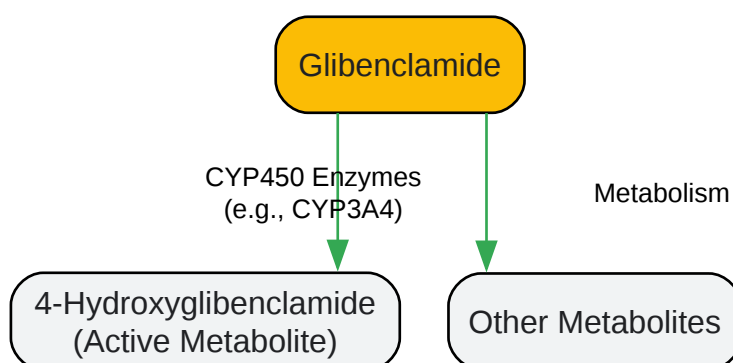 Glibenclamide
CYP450 Enzymes
(e.g., CYP3A4)
Metabolism
4-Hydroxyglibenclamide
(Active Metabolite)
Other Metabolites